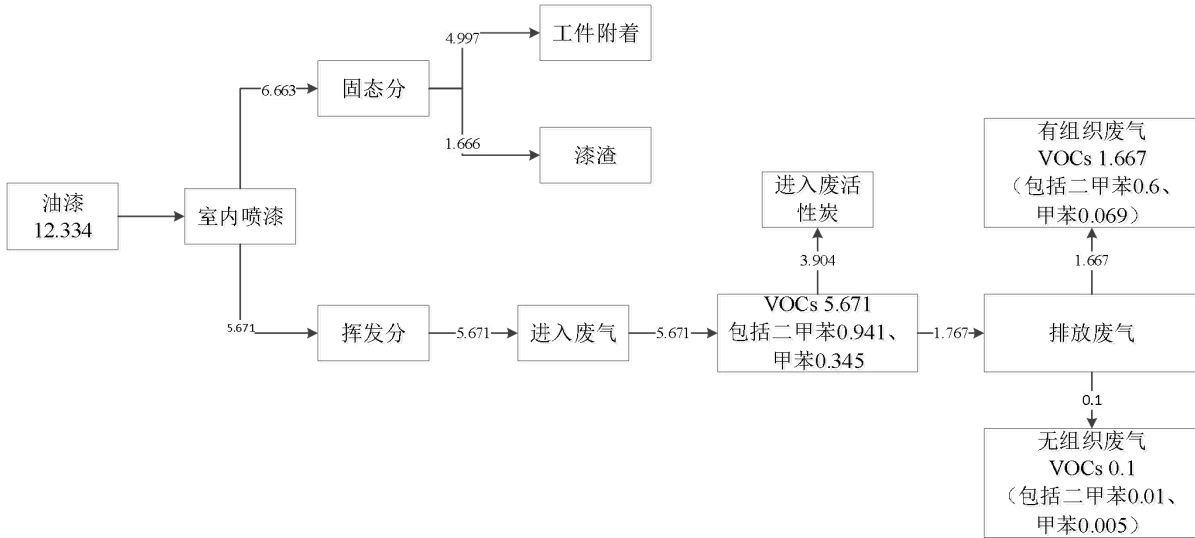 4.997
工件附着
6.663
固态分
1.666
漆渣
油漆
12.334
室内喷漆
进入废活
性炭
有组织废气
VOCs 1.667
（包括二甲苯0.6、
甲苯0.069）
3.904
1.667
5.671
挥发分
5.671
进入废气
5.671
VOCs 5.671
包括二甲苯0.941、
甲苯0.345
1.767
排放废气
0.1
无组织废气
VOCs 0.1
（包括二甲苯0.01、
甲苯0.005）